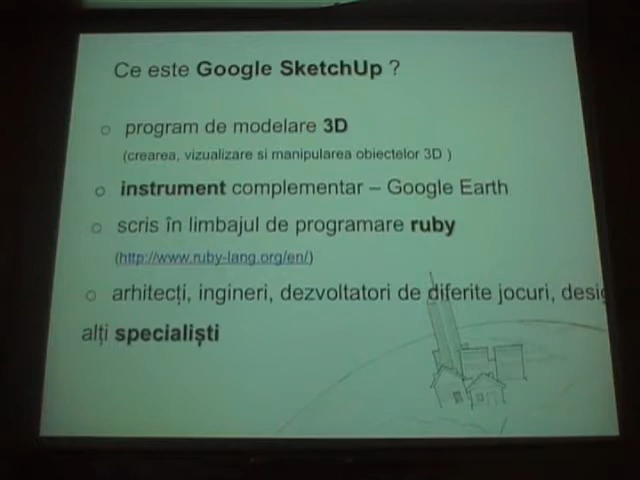 Ce este Google SketchUp ?
program de modelare 3D
(crearea, vizualizare si manipularea obiectelor 3D )
instrument complementar – Google Earth
scris în limbajul de programare ruby
(http://www.ruby-lang.org/en/)
arhitecți, ingineri, dezvoltatori de diferite jocuri,
alți specialiști